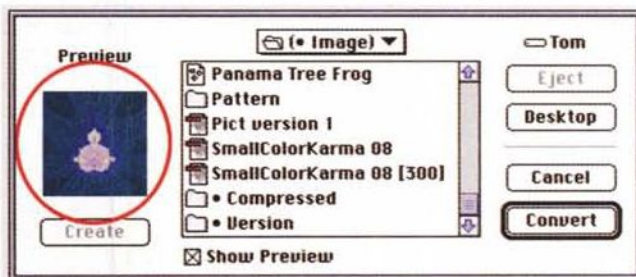 Preview
Create
(• Image)
Panama Tree Frog
Pattern
Pict version 1
SmallColorKarma 08
SmallColorKarma 08 [300]
• Compressed
• Version
Show Preview
Tom
Eject
Desktop
Cancel
Convert